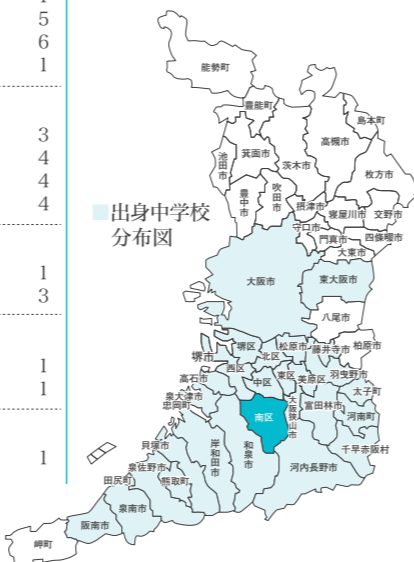 5
6
1
3
4
4
4
1
3
1
1
1
出身中学校
分布図
能勢町
豊能町
島本町
高槻市
池田市
箕面市
茨木市
枚方市
豊中市
吹田市
摂津市
寝屋川市
交野市
守口市
門真市
四條畷市
大東市
大阪市
東大阪市
八尾市
堺市
堺区
北区
松原市
藤井寺市
柏原市
西区
東区
美原区
羽曳野市
高石市
中区
太子町
泉大津市
忠岡町
南区
大阪狭山市
富田林市
河南町
千早赤阪村
貝塚市
岸和田市
和泉市
河内長野市
泉佐野市
熊取町
田尻町
泉南市
阪南市
岬町